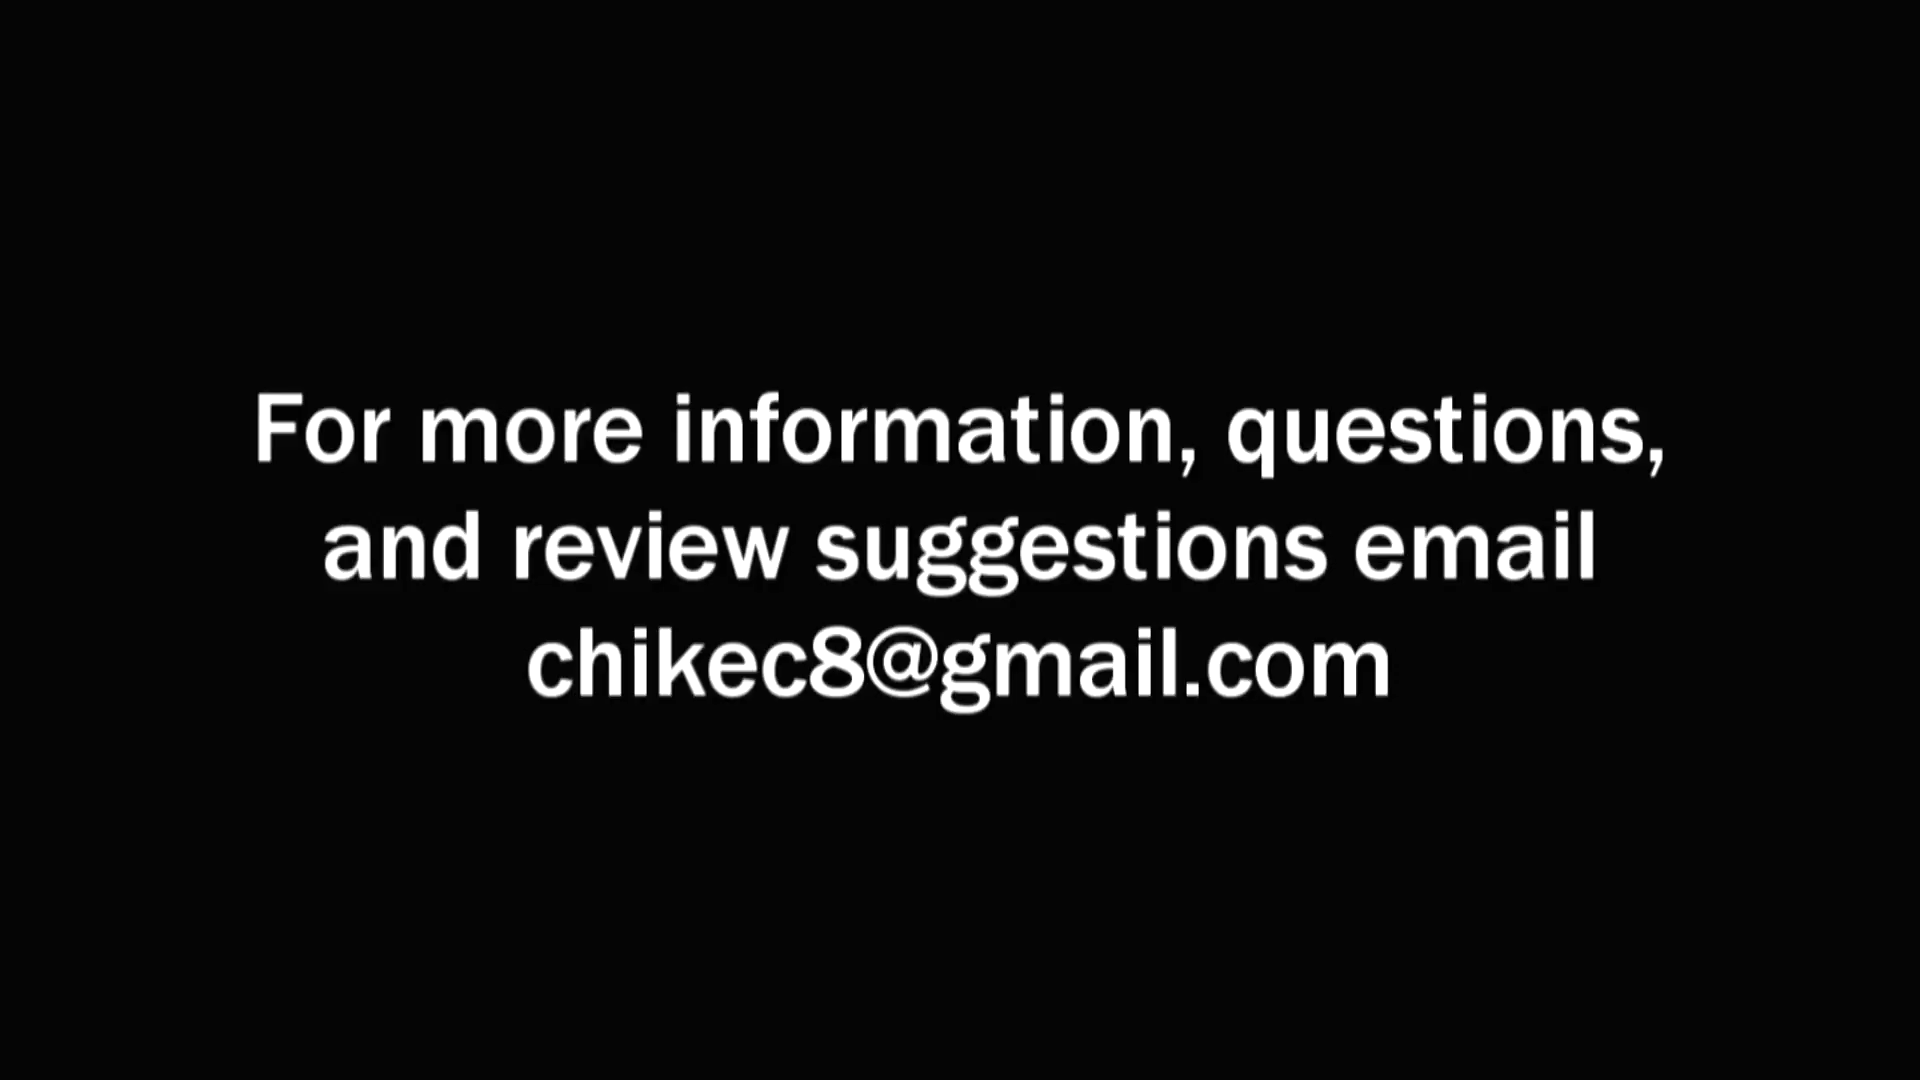 For more information, questions,
and review suggestions email
chikec8@gmail.com